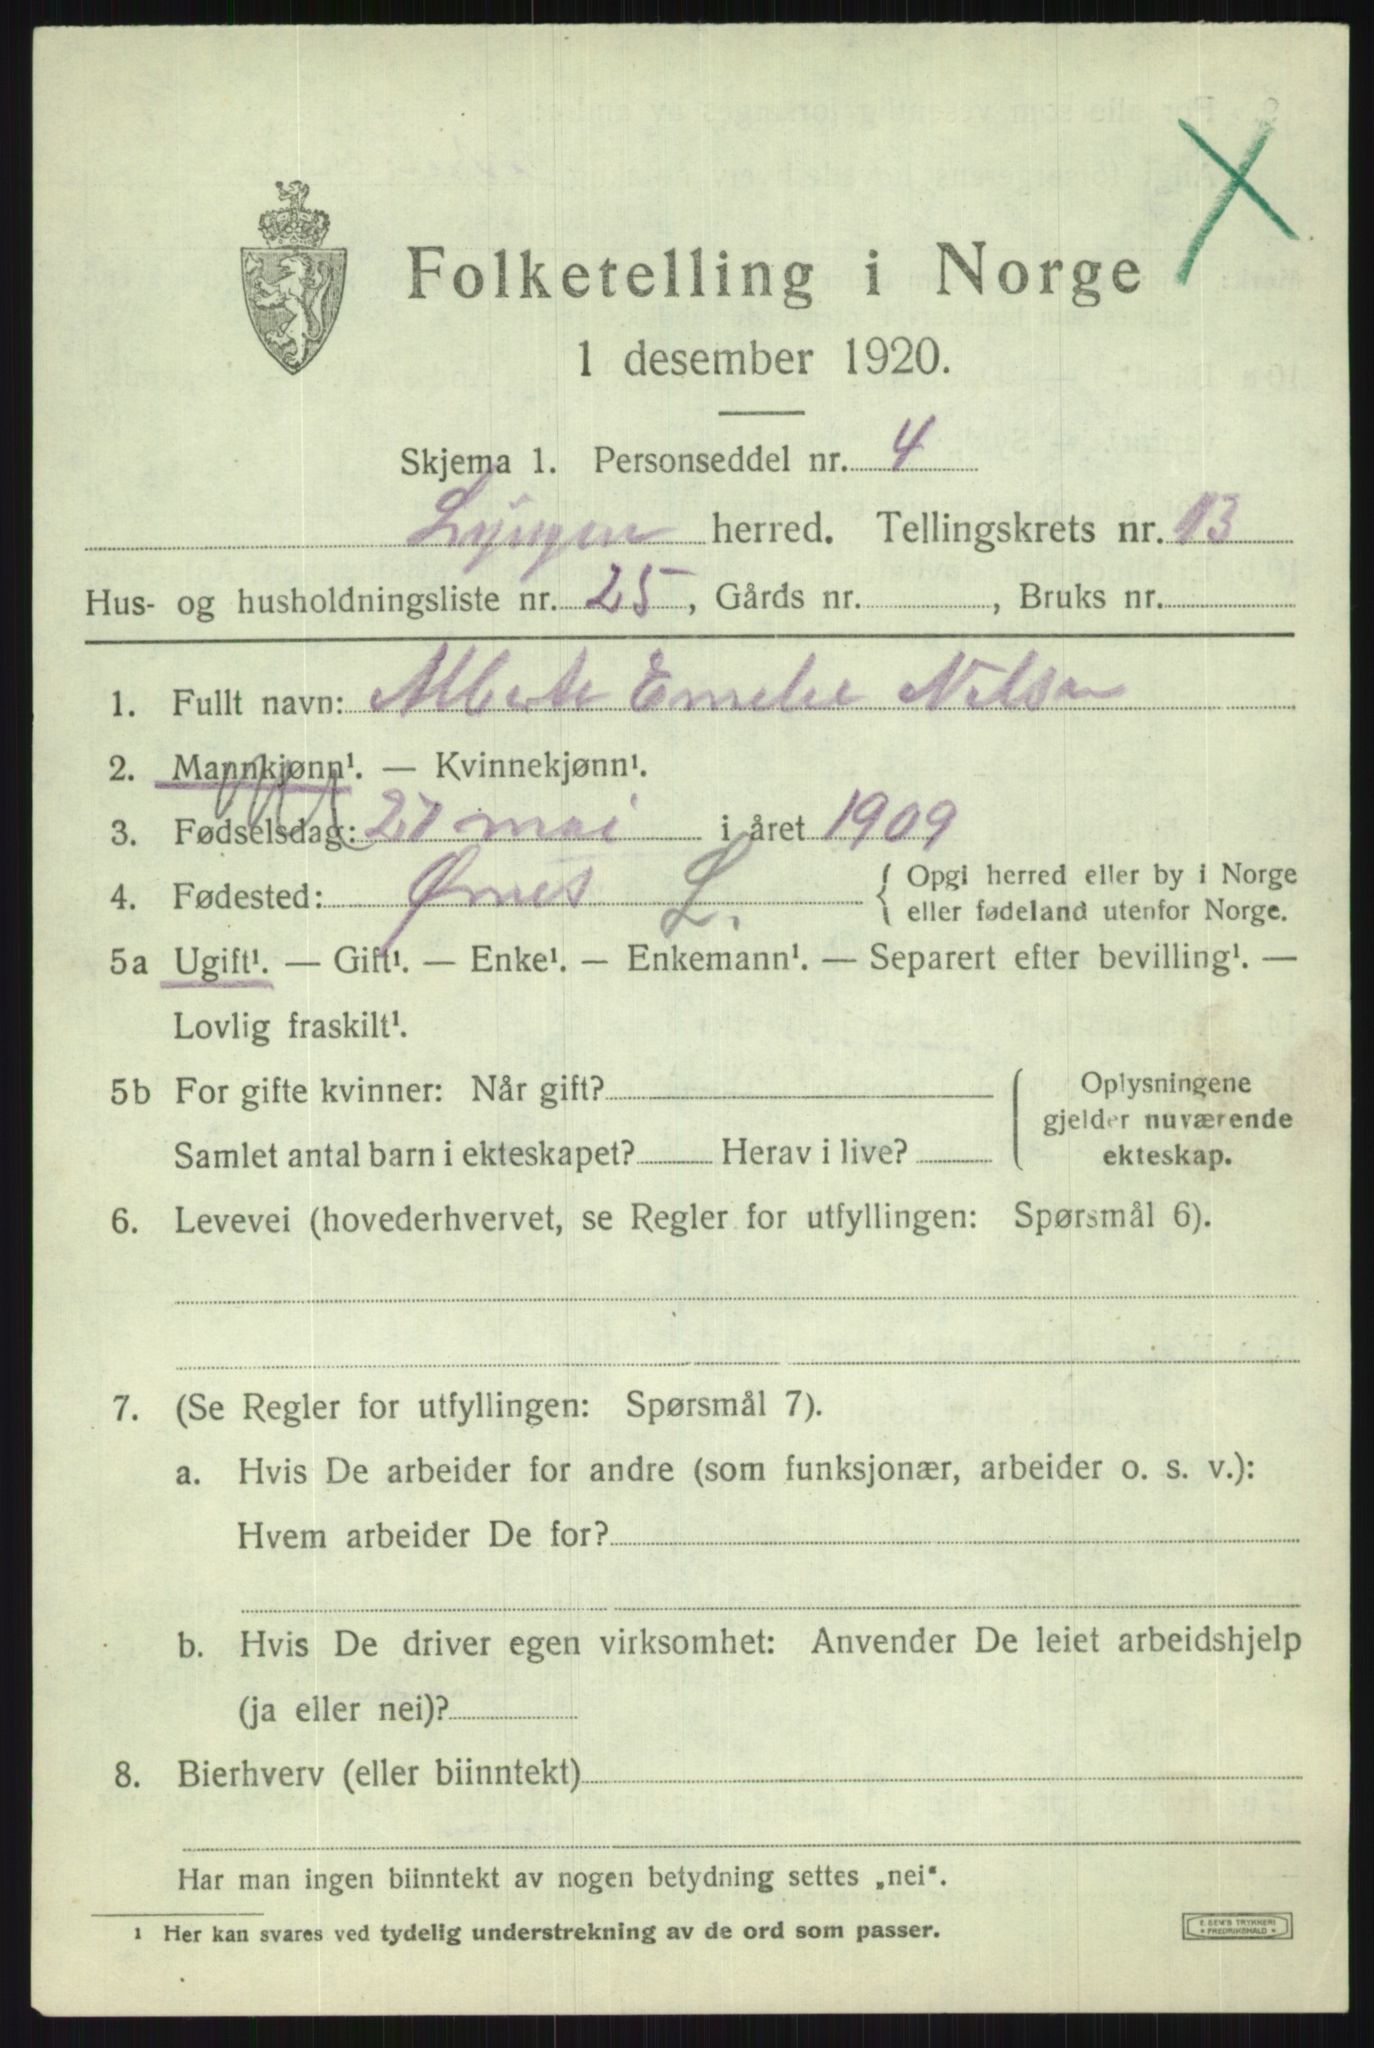 Folketelling i Norge
1 desember 1920.
Skjema 1. Personseddel nr. 4
Lyngen herred. Tellingskrets nr. 13
Hus- og husholdningsliste nr. 25, Gårds nr. , Bruks nr.
1. Fullt navn: Alberte Emelie Nilsen
2. Mannkjønn¹. — Kvinnekjønn¹.
3. Fødselsdag: 27 mai i året 1909
4. Fødested: Ørnes L. { Opgi herred eller by i Norge
eller fødeland utenfor Norge.
5a Ugift¹. — Gift¹. — Enke¹. — Enkemann¹. — Separert efter bevilling¹. —
Lovlig fraskilt¹.
5b For gifte kvinner: Når gift? { Oplysningene
gjelder nuværende
Samlet antal barn i ekteskapet? Herav i live? ekteskap.
6. Levevei (hovederhvervet, se Regler for utfyllingen: Spørsmål 6).
7. (Se Regler for utfyllingen: Spørsmål 7).
a. Hvis De arbeider for andre (som funksjonær, arbeider o. s. v.):
Hvem arbeider De for?
b. Hvis De driver egen virksomhet: Anvender De leiet arbeidshjelp
(ja eller nei)?
8. Bierhverv (eller biinntekt)
Har man ingen biinntekt av nogen betydning settes „nei“.
¹ Her kan svares ved tydelig understrekning av de ord som passer.
E. SEM'S TRYKKERI
FREDRIKSHALD